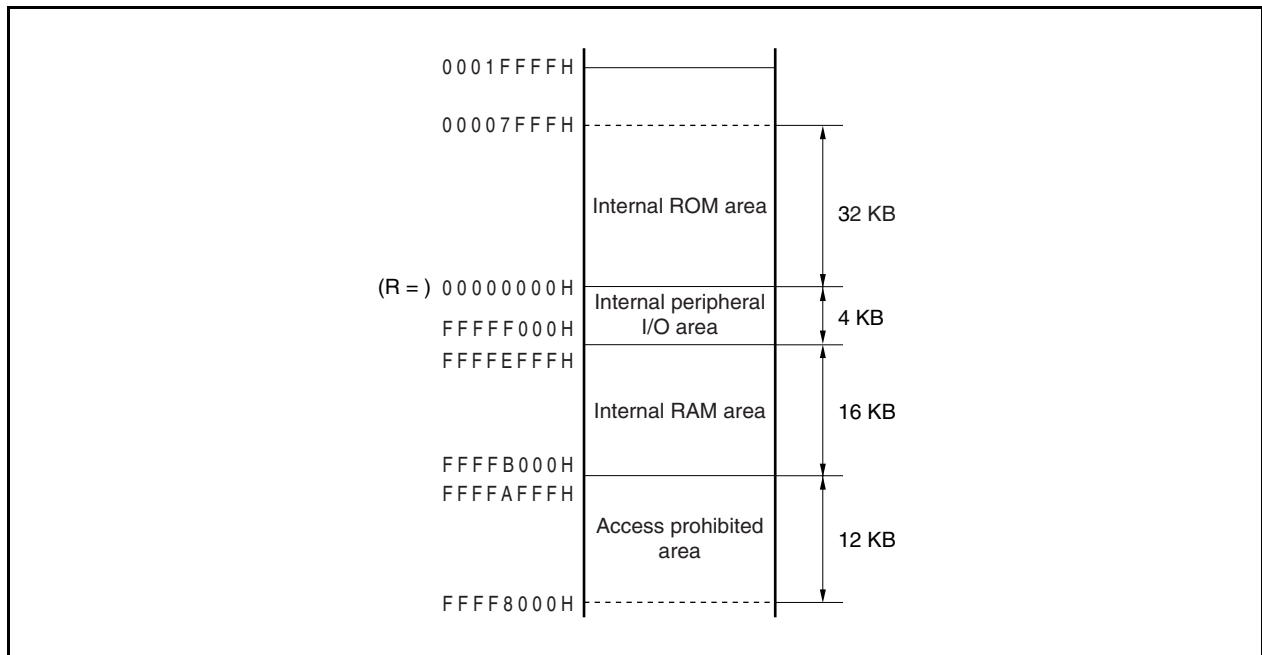 0001FFFFH
00007FFFH
Internal ROM area
32 KB
(R = ) 00000000H
Internal peripheral
I/O area
4 KB
FFFFF000H
FFFFEFFFH
Internal RAM area
16 KB
FFFFB000H
FFFFAFFFH
Access prohibited
area
12 KB
FFFF8000H